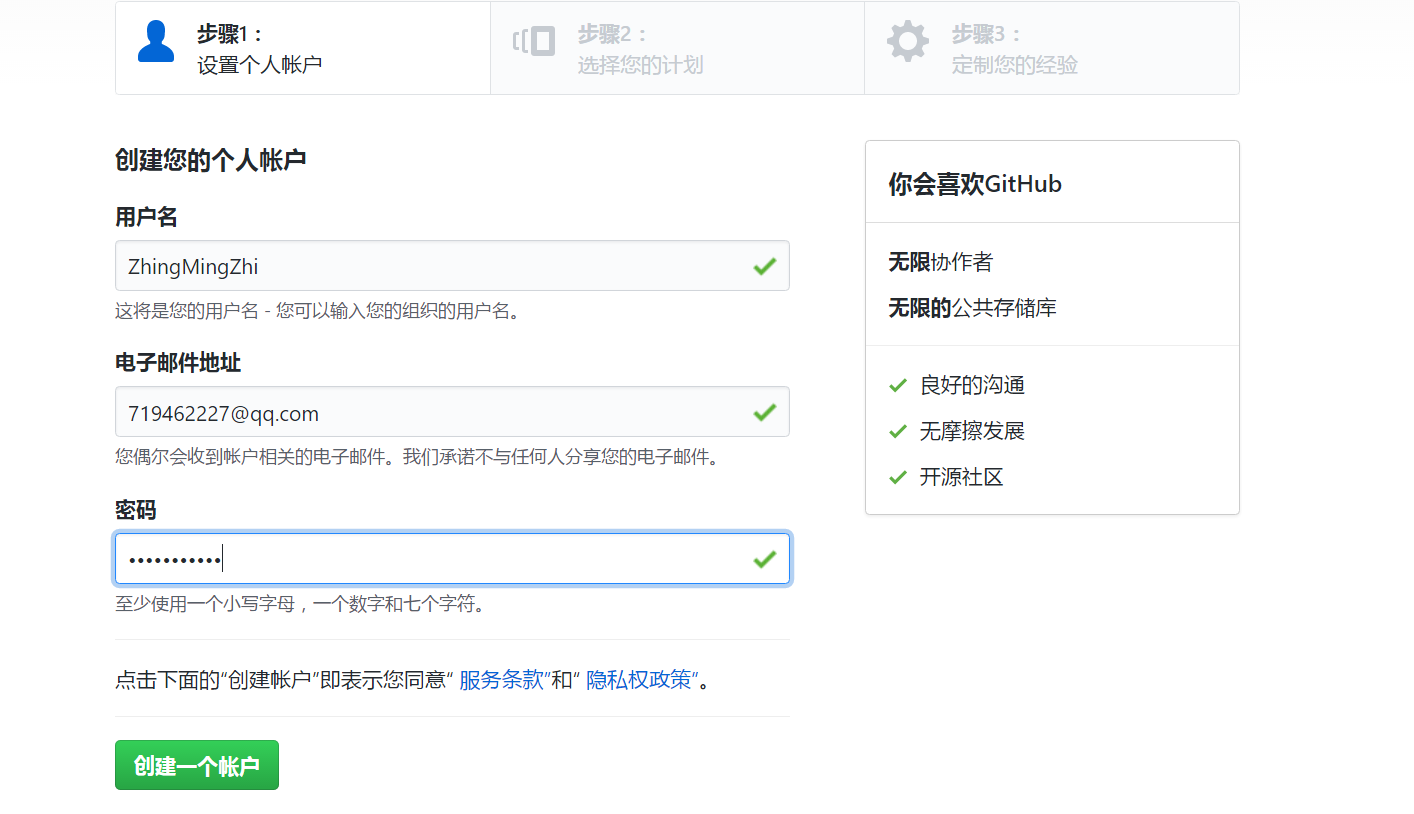 步骤1：
设置个人帐户
步骤2：
选择您的计划
步骤3：
定制您的经验
创建您的个人帐户
用户名
ZhingMingZhi
这将是您的用户名 - 您可以输入您的组织的用户名。
电子邮件地址
719462227@qq.com
您偶尔会收到帐户相关的电子邮件。我们承诺不与任何人分享您的电子邮件。
密码
•••••••••••
至少使用一个小写字母，一个数字和七个字符。
点击下面的“创建帐户”即表示您同意“ 服务条款”和“ 隐私权政策”。
创建一个帐户
你会喜欢GitHub
无限协作者
无限的公共存储库
良好的沟通
无摩擦发展
开源社区